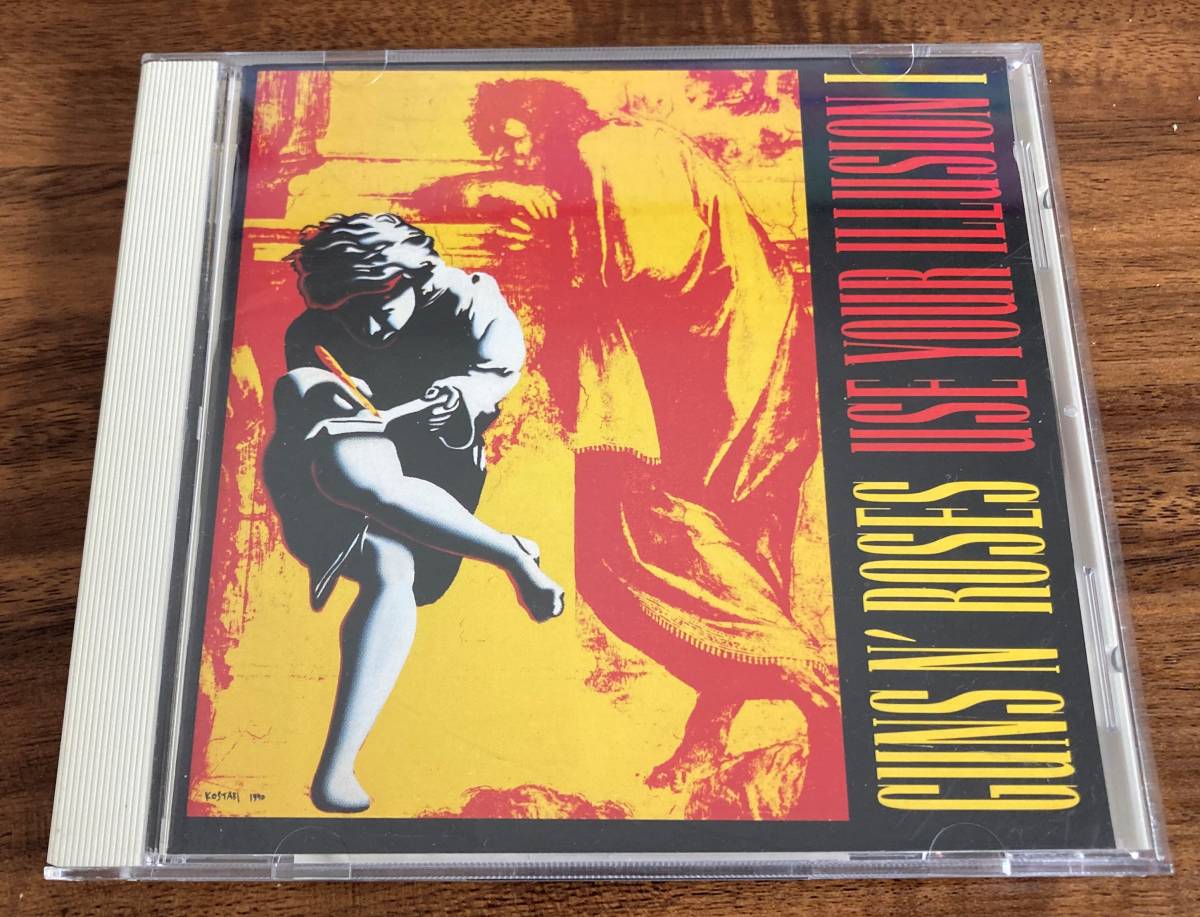 GUNS N' ROSES USE YOUR ILLUSION I
KOSTABI 1990